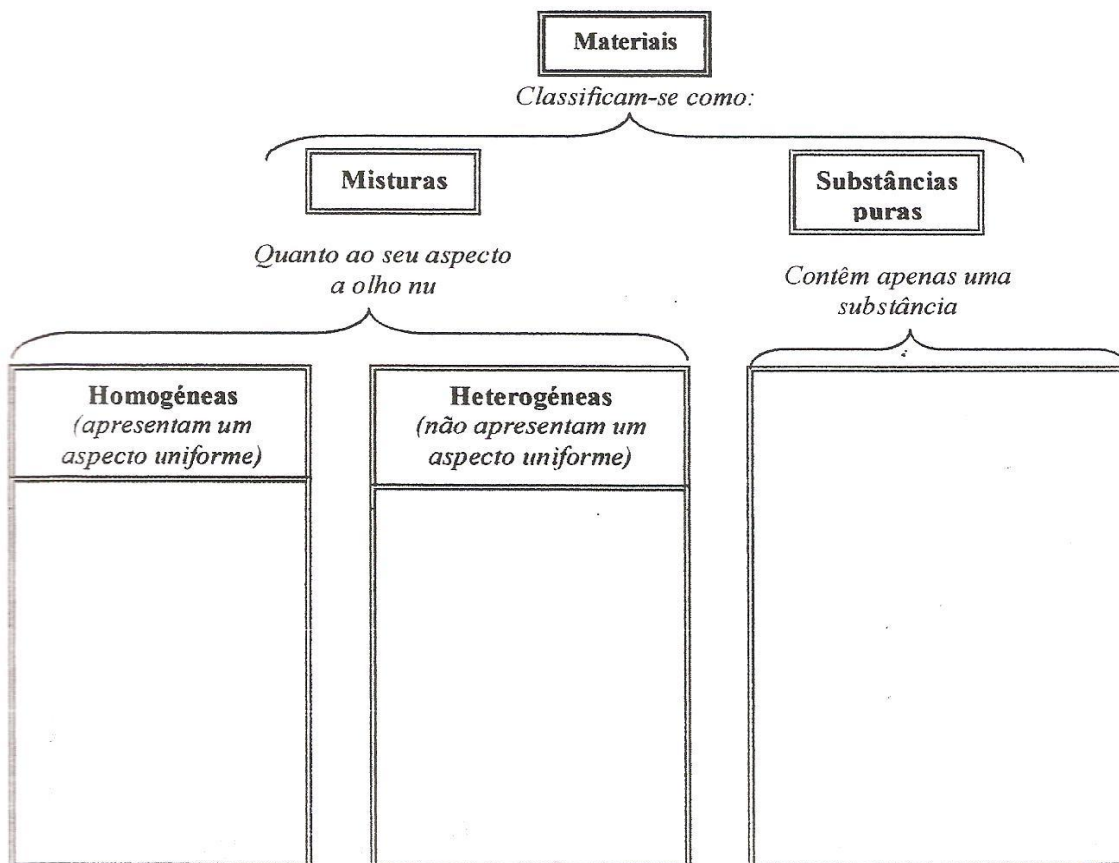 Materiais
Classificam-se como:
Misturas
Substâncias
puras
Quanto ao seu aspecto
a olho nu
Contêm apenas uma
substância
Homogéneas
(apresentam um
aspecto uniforme)
Heterogéneas
(não apresentam um
aspecto uniforme)